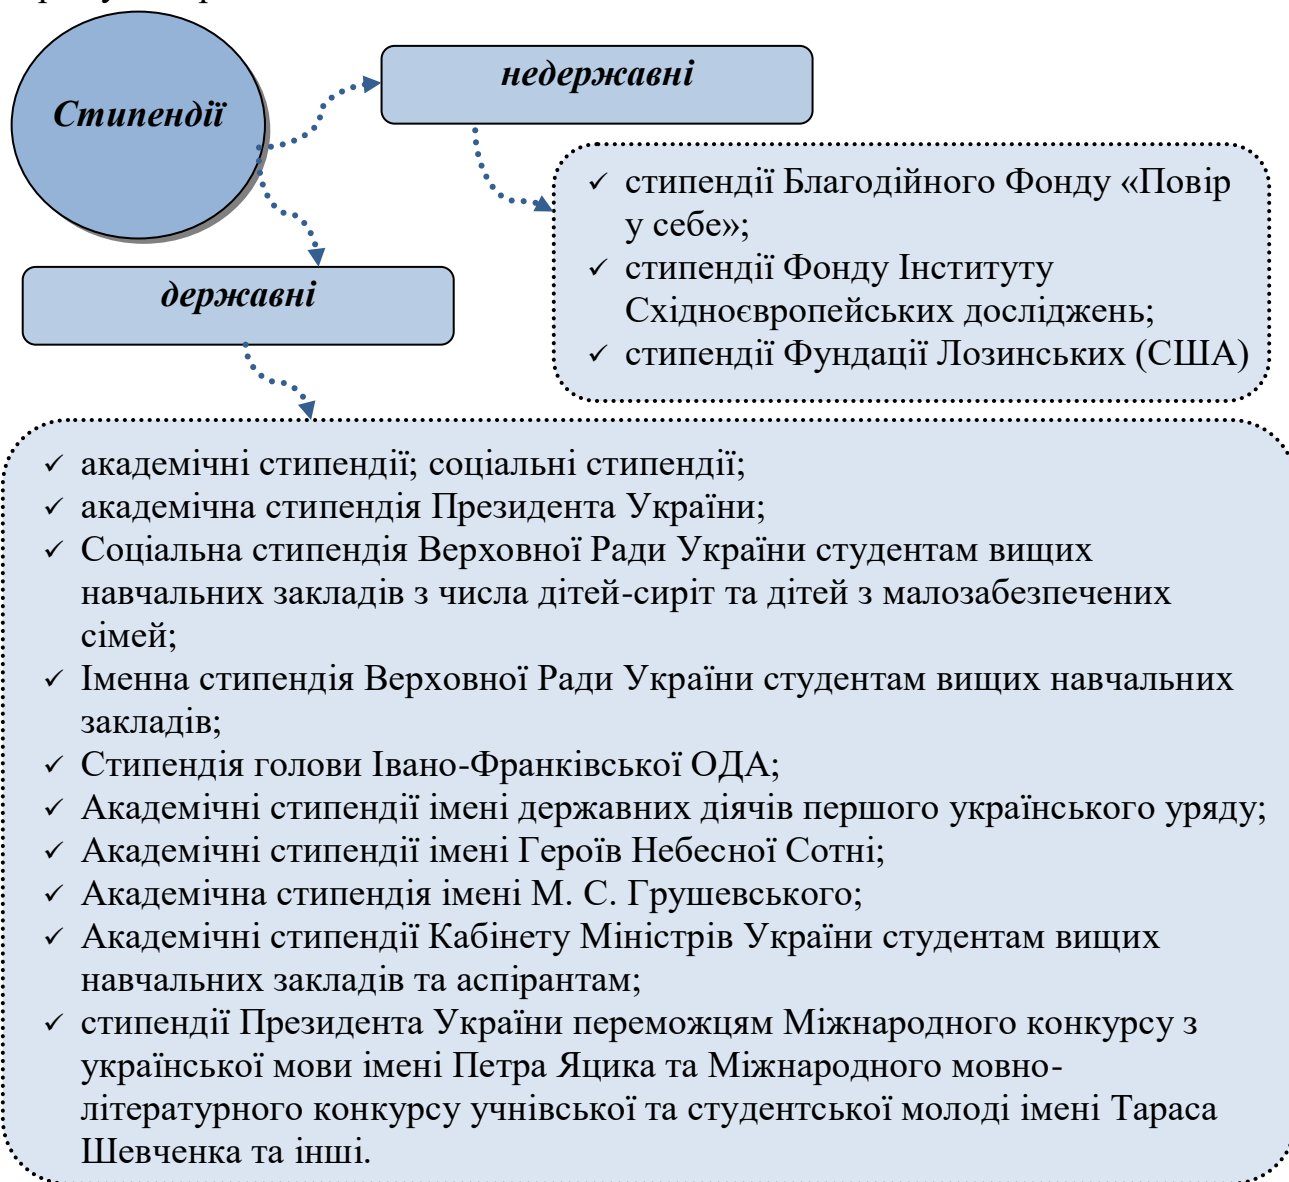 Стипендії
недержавні
✓ стипендії Благодійного Фонду «Повір
у себе»;
✓ стипендії Фонду Інституту
Східноєвропейських досліджень;
✓ стипендії Фундації Лозинських (США)
державні
✓ академічні стипендії; соціальні стипендії;
✓ академічна стипендія Президента України;
✓ Соціальна стипендія Верховної Ради України студентам вищих
навчальних закладів з числа дітей-сиріт та дітей з малозабезпечених
сімей;
✓ Іменна стипендія Верховної Ради України студентам вищих навчальних
закладів;
✓ Стипендія голови Івано-Франківської ОДА;
✓ Академічні стипендії імені державних діячів першого українського уряду;
✓ Академічні стипендії імені Героїв Небесної Сотні;
✓ Академічна стипендія імені М. С. Грушевського;
✓ Академічні стипендії Кабінету Міністрів України студентам вищих
навчальних закладів та аспірантам;
✓ стипендії Президента України переможцям Міжнародного конкурсу з
української мови імені Петра Яцика та Міжнародного мовно-
літературного конкурсу учнівської та студентської молоді імені Тараса
Шевченка та інші.